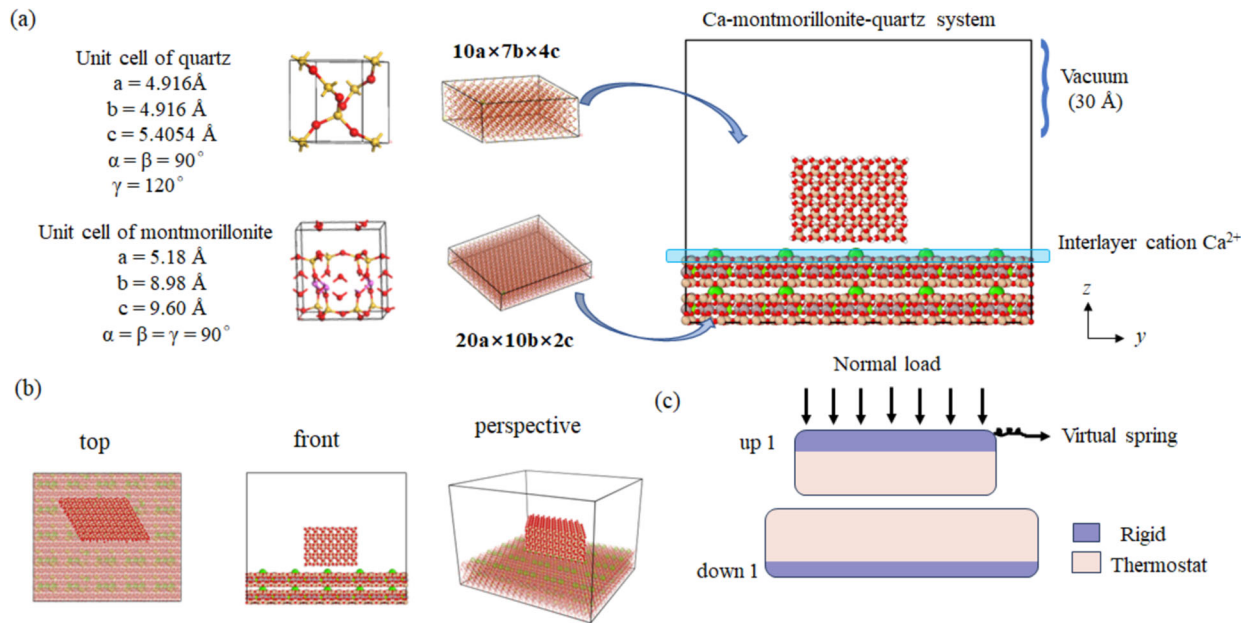 (a)
Unit cell of quartz
a = 4.916Å
b = 4.916 Å
c = 5.4054 Å
α = β = 90°
γ = 120°
10a×7b×4c
Ca-montmorillonite-quartz system
Vacuum
(30 Å)
Unit cell of montmorillonite
a = 5.18 Å
b = 8.98 Å
c = 9.60 Å
α = β = γ = 90°
20a×10b×2c
Interlayer cation Ca²⁺
z
y
(b)
top
front
perspective
(c)
Normal load
up 1
Virtual spring
down 1
Rigid
Thermostat